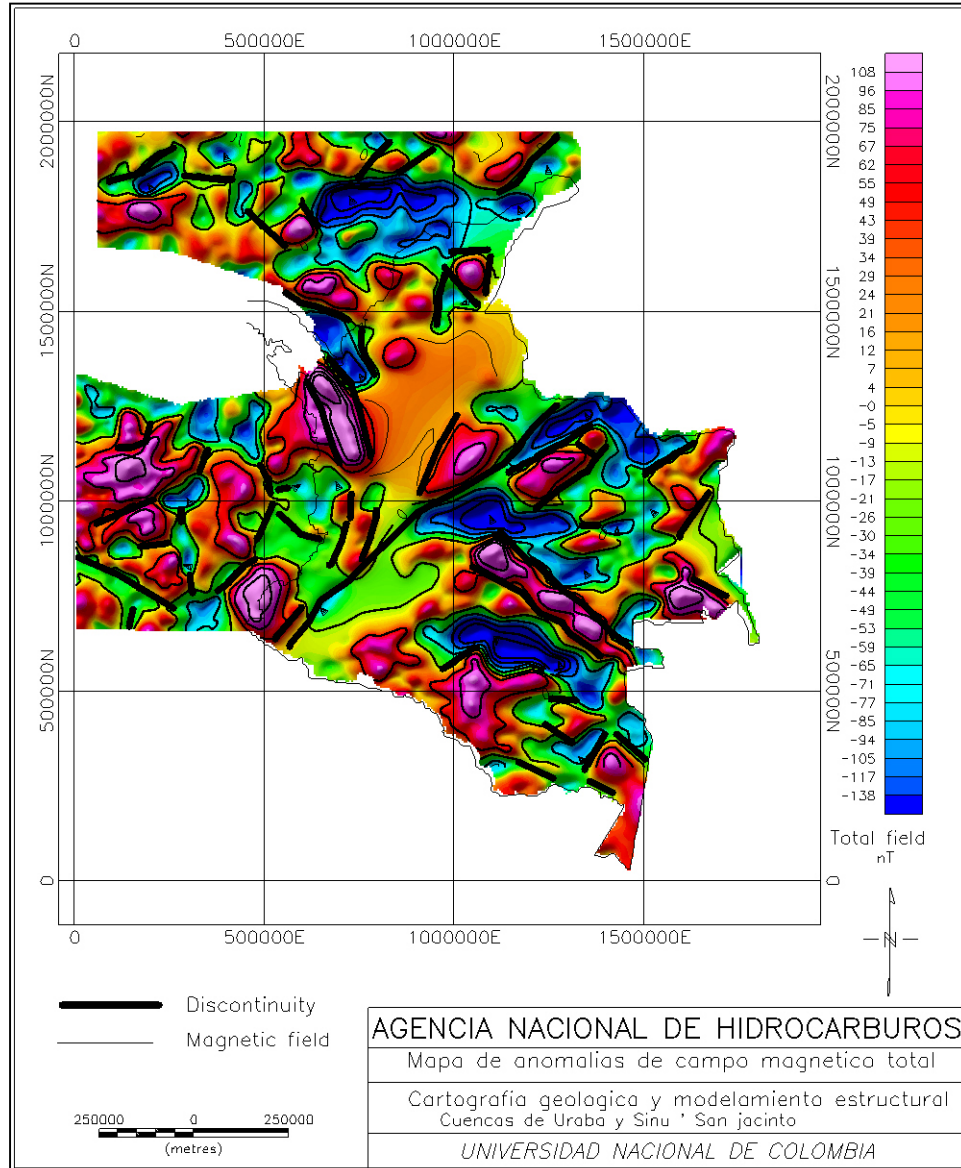 0 500000E 1000000E 1500000E
2000000N
1500000N
1000000N
500000N
0
2000000N
1500000N
1000000N
500000N
0
0 500000E 1000000E 1500000E
108
96
85
75
67
62
55
49
43
39
34
29
24
21
16
12
7
4
-0
-5
-9
-13
-17
-21
-26
-30
-34
-39
-44
-49
-53
-59
-65
-71
-77
-85
-94
-105
-117
-138
Total field
nT
N
Discontinuity
Magnetic field
250000 0 250000
(metres)
AGENCIA NACIONAL DE HIDROCARBUROS
Mapa de anomalias de campo magnetico total
Cartografia geologica y modelamiento estructural
Cuencas de Uraba y Sinu ' San jacinto
UNIVERSIDAD NACIONAL DE COLOMBIA